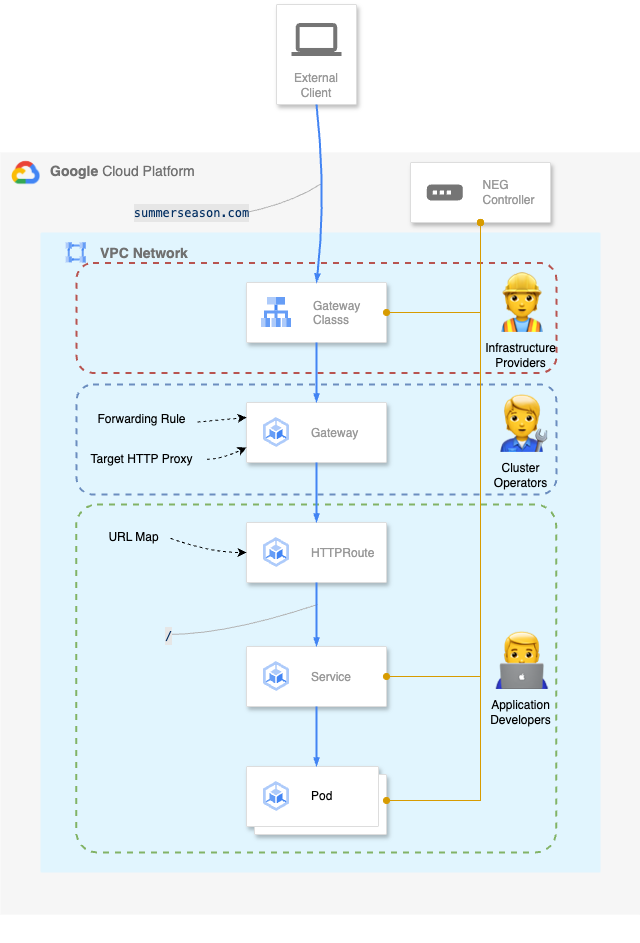 External
Client
Google Cloud Platform
NEG
Controller
summerseason.com
VPC Network
Gateway
Classs
Infrastructure
Providers
Forwarding Rule
Target HTTP Proxy
Gateway
Cluster
Operators
URL Map
HTTPRoute
/
Service
Application
Developers
Pod